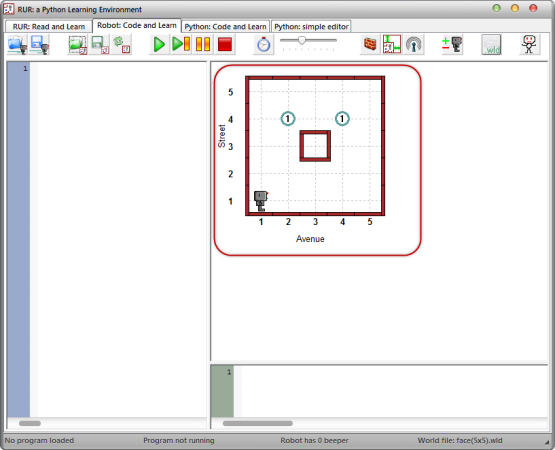 RUR: a Python Learning Environment
RUR: Read and Learn
Robot: Code and Learn
Python: Code and Learn
Python: simple editor
wld
1
5
4
3
2
1
Street
1
1
1 2 3 4 5
Avenue
1
No program loaded
Program not running
Robot has 0 beeper
World file: face(5x5).wld